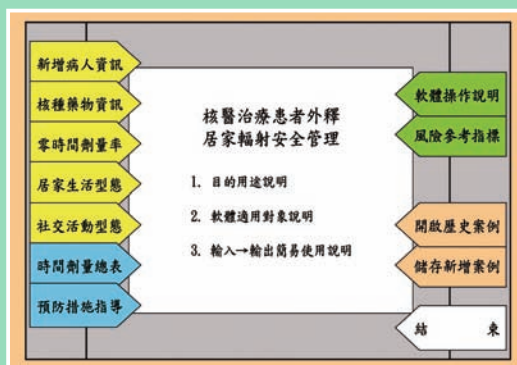 新增病人資訊
核種藥物資訊
零時間劑量率
居家生活型態
社交活動型態
時間劑量總表
預防措施指導
核醫治療患者外釋
居家輻射安全管理
1. 目的用途說明
2. 軟體適用對象說明
3. 輸入→輸出簡易使用說明
軟體操作說明
風險參考指標
開啟歷史案例
儲存新增案例
結 束